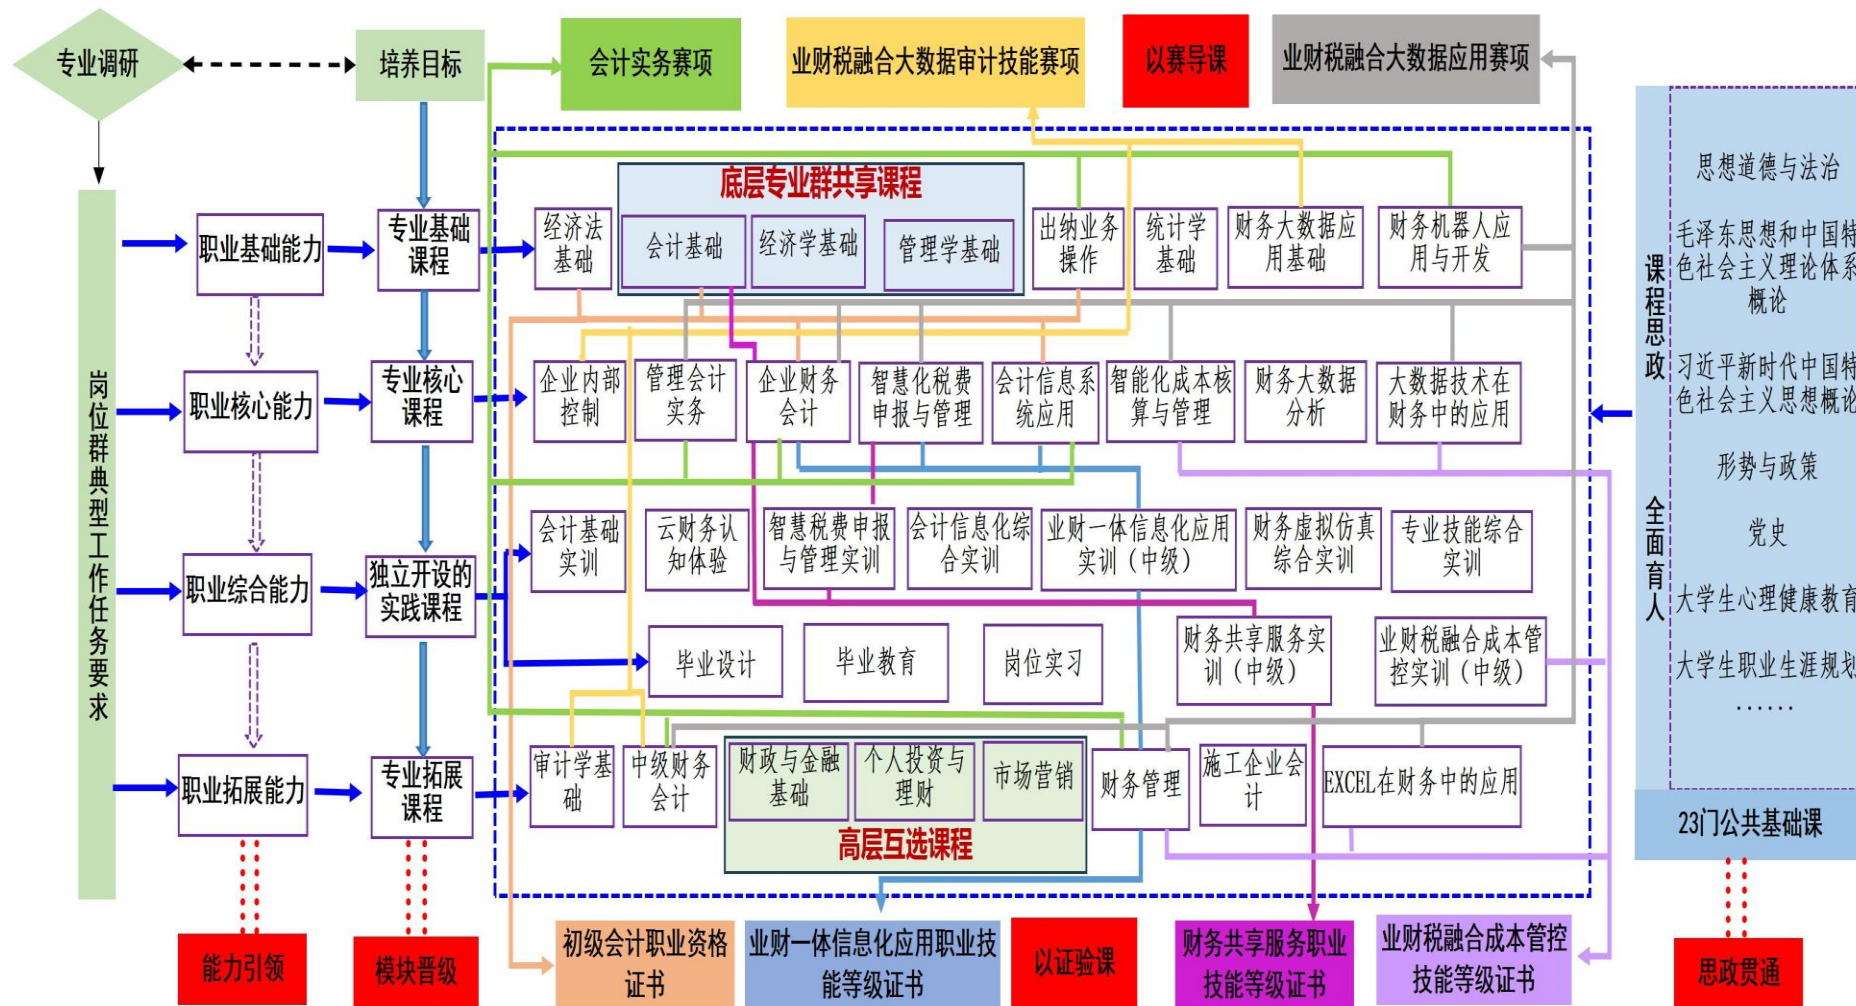 专业调研
培养目标
会计实务赛项
业财税融合大数据审计技能赛项
以赛导课
业财税融合大数据应用赛项
岗位群典型工作任务要求
职业基础能力
专业基础
课程
经济法
基础
底层专业群共享课程
会计基础
经济学基础
管理学基础
出纳业务
操作
统计学
基础
财务大数据应
用基础
财务机器人应
用与开发
职业核心能力
专业核心
课程
企业内部
控制
管理会计
实务
企业财务
会计
智慧化税费
申报与管理
会计信息系
统应用
智能化成本核
算与管理
财务大数据
分析
大数据技术在
财务中的应用
职业综合能力
独立开设的
实践课程
会计基础
实训
云财务认
知体验
智慧税费申报
与管理实训
会计信息化综
合实训
业财一体信息化应用
实训（中级）
财务虚拟仿真
综合实训
专业技能综合
实训
毕业设计
毕业教育
岗位实习
财务共享服务实
训（中级）
业财税融合成本管
控实训（中级）
职业拓展能力
专业拓展
课程
审计学基
础
中级财务
会计
财政与金融
基础
个人投资与
理财
市场营销
高层互选课程
财务管理
施工企业会
计
EXCEL在财务中的应用
课程思政
全面育人
思想道德与法治
毛泽东思想和中国特
色社会主义理论体系
概论
习近平新时代中国特
色社会主义思想概论
形势与政策
党史
大学生心理健康教育
大学生职业生涯规划
······
23门公共基础课
能力引领
模块晋级
初级会计职业资格
证书
业财一体信息化应用职业技
能等级证书
以证验课
财务共享服务职业
技能等级证书
业财税融合成本管控
技能等级证书
思政贯通